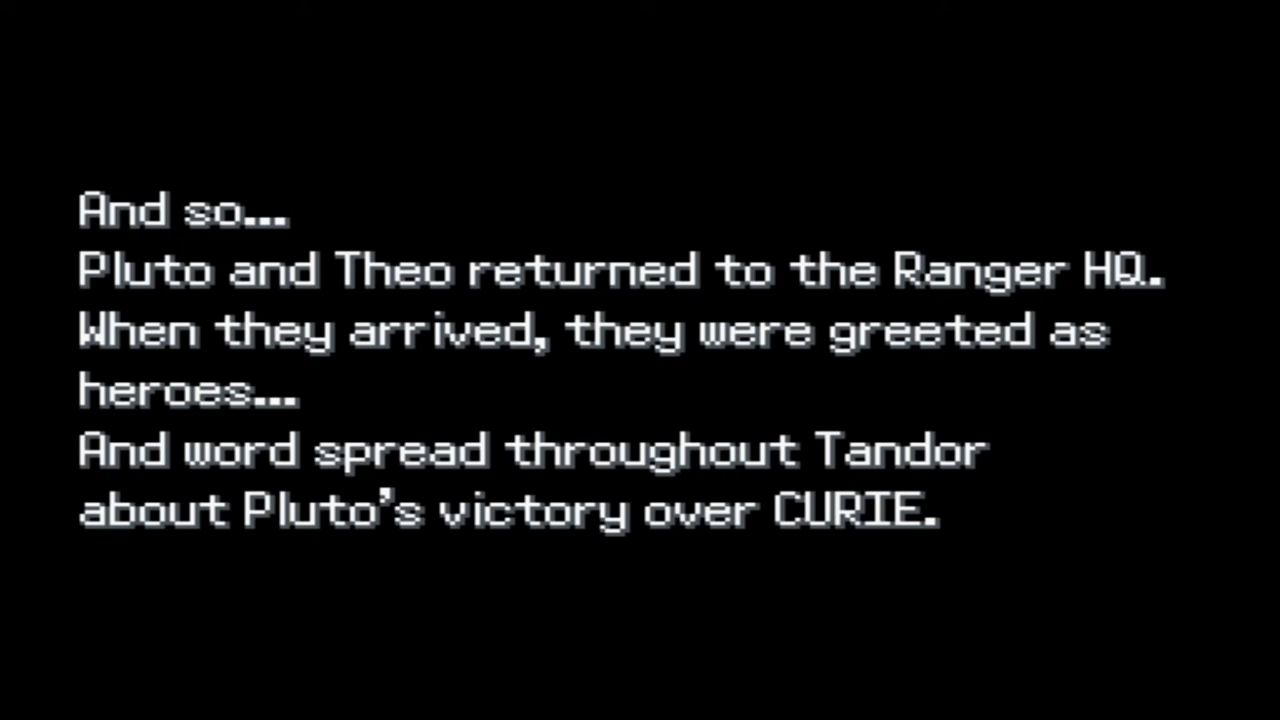 And so...
Pluto and Theo returned to the Ranger HQ.
When they arrived, they were greeted as
heroes...
And word spread throughout Tandor
about Pluto's victory over CURIE.